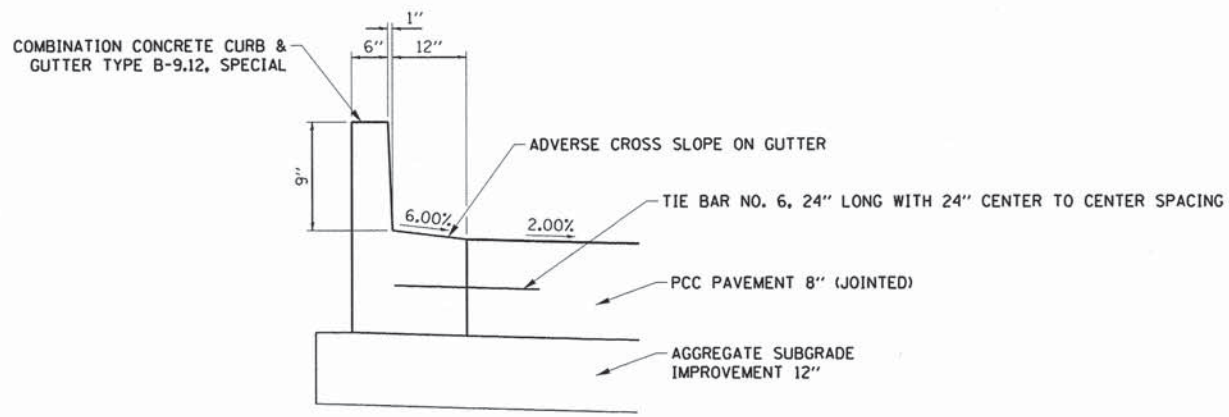 1"
6"
12"
COMBINATION CONCRETE CURB &
GUTTER TYPE B-9.12, SPECIAL
9"
ADVERSE CROSS SLOPE ON GUTTER
TIE BAR NO. 6, 24" LONG WITH 24" CENTER TO CENTER SPACING
6.00%
2.00%
PCC PAVEMENT 8" (JOINTED)
AGGREGATE SUBGRADE
IMPROVEMENT 12"